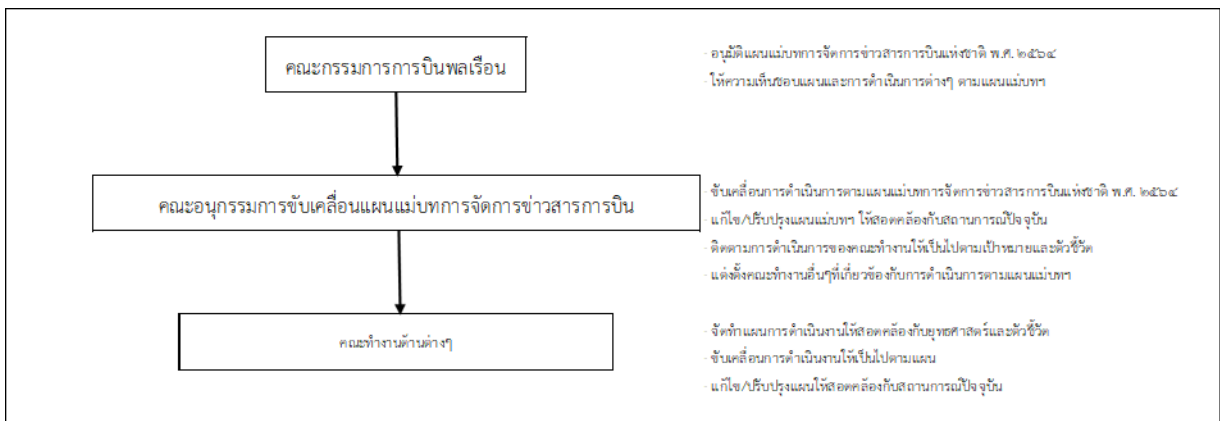 คณะกรรมการการบินพลเรือน
- อนุมัติแผนแม่บทการจัดการข่าวสารการบินแห่งชาติ พ.ศ. ๒๕๖๔
- ให้ความเห็นชอบแผนและการดำเนินการต่างๆ ตามแผนแม่บทฯ
คณะอนุกรรมการขับเคลื่อนแผนแม่บทการจัดการข่าวสารการบิน
- ขับเคลื่อนการดำเนินการตามแผนแม่บทการจัดการข่าวสารการบินแห่งชาติ พ.ศ. ๒๕๖๔
- แก้ไข/ปรับปรุงแผนแม่บทฯ ให้สอดคล้องกับสถานการณ์ปัจจุบัน
- ติดตามการดำเนินการของคณะทำงานให้เป็นไปตามเป้าหมายและตัวชี้วัด
- แต่งตั้งคณะทำงานอื่นๆที่เกี่ยวข้องกับการดำเนินการตามแผนแม่บทฯ
คณะทำงานด้านต่างๆ
- จัดทำแผนการดำเนินงานให้สอดคล้องกับยุทธศาสตร์และตัวชี้วัด
- ขับเคลื่อนการดำเนินงานให้เป็นไปตามแผน
- แก้ไข/ปรับปรุงแผนให้สอดคล้องกับสถานการณ์ปัจจุบัน